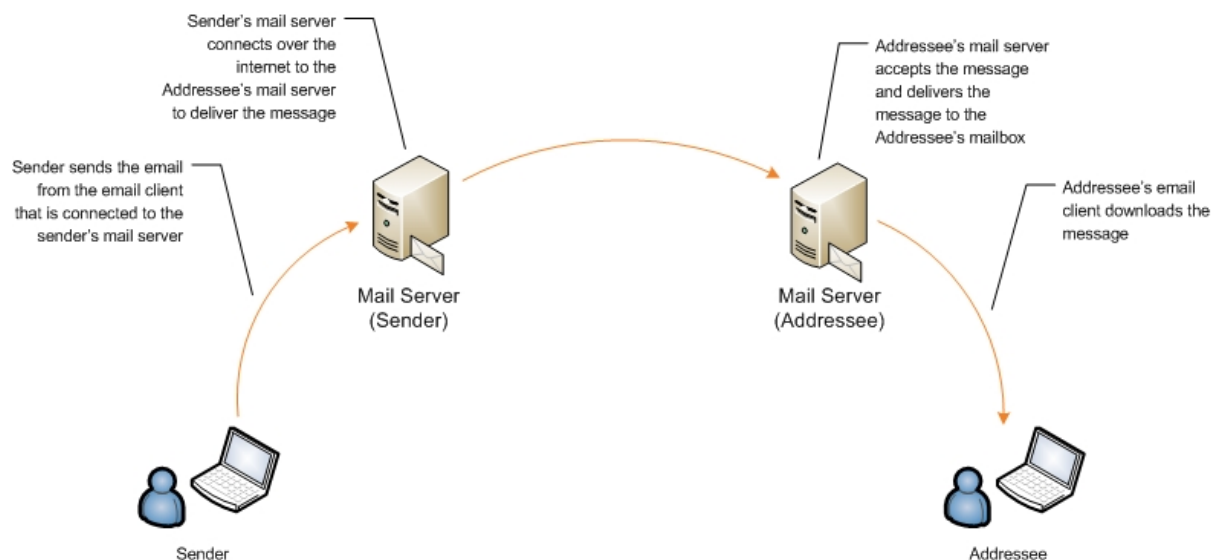 Sender's mail server
connects over the
internet to the
Addressee's mail server
to deliver the message
Addressee's mail server
accepts the message
and delivers the
message to the
Addressee's mailbox
Sender sends the email
from the email client
that is connected to the
sender's mail server
Addressee's email
client downloads the
message
Mail Server
(Sender)
Mail Server
(Addressee)
Sender
Addressee